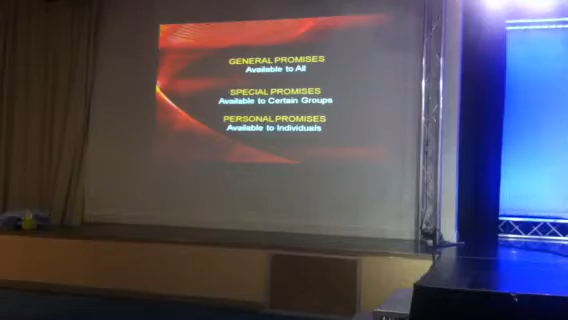 GENERAL PROMISES
Available to All
SPECIAL PROMISES
Available to Certain Groups
PERSONAL PROMISES
Available to Individuals